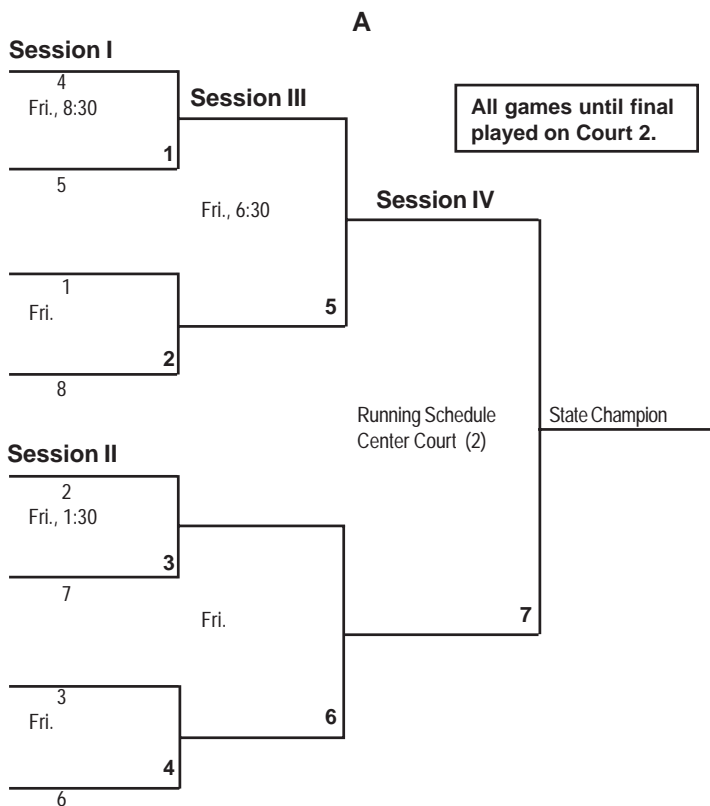 A
Session I
4
Fri., 8:30
1
5
Session III
Fri., 6:30
All games until final
played on Court 2.
Session IV
1
Fri.
2
8
5
Running Schedule
Center Court (2)
State Champion
Session II
2
Fri., 1:30
3
7
Fri.
7
3
Fri.
4
6
6